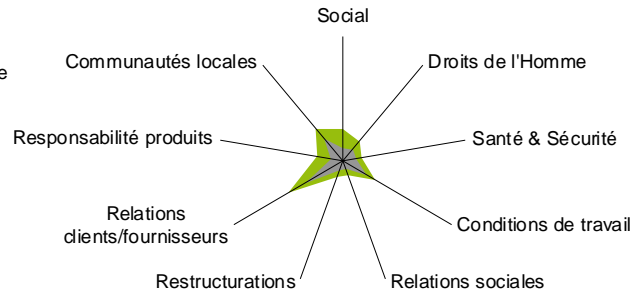 Social
Communautés locales
Droits de l'Homme
e
Responsabilité produits
Santé & Sécurité
Relations
clients/fournisseurs
Conditions de travail
Restructurations
Relations sociales